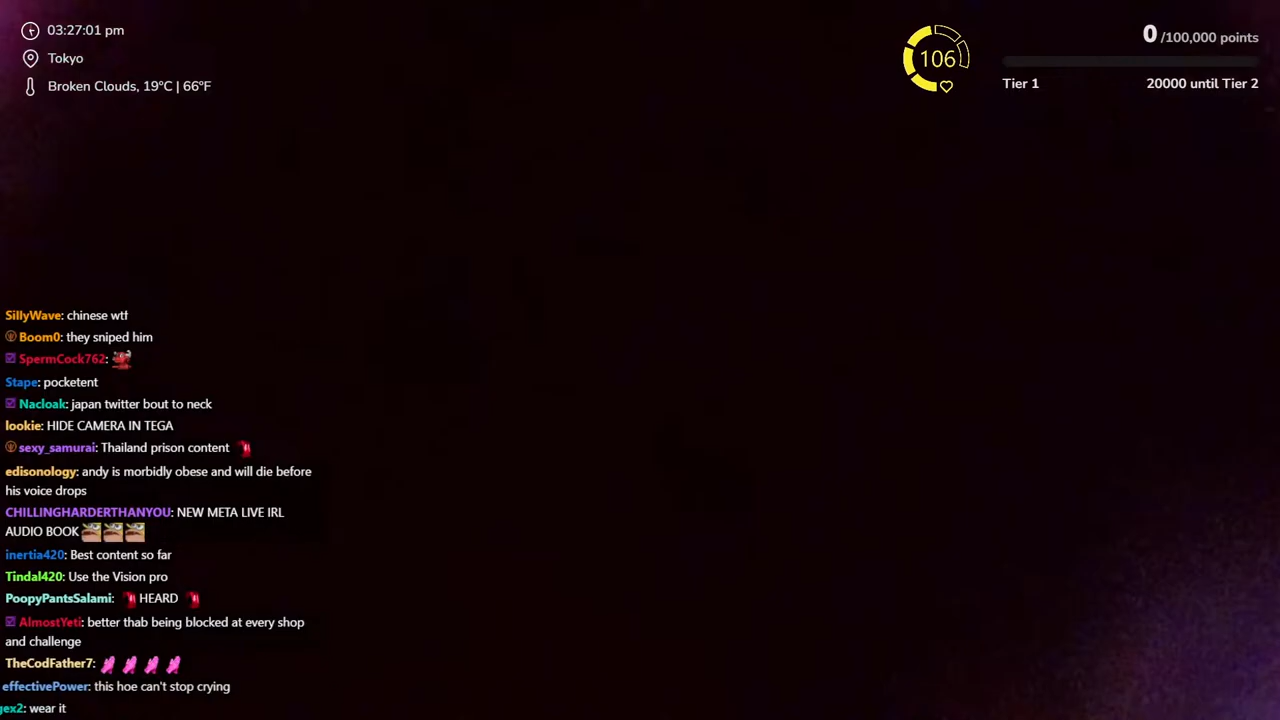 03:27:01 pm
Tokyo
Broken Clouds, 19°C | 66°F
106
0 /100,000 points
Tier 1
20000 until Tier 2
SillyWave: chinese wtf
Boom0: they sniped him
SpermCock762:
Stape: pocketent
Nacloak: japan twitter bout to neck
lookie: HIDE CAMERA IN TEGA
sexy_samurai: Thailand prison content
edisonology: andy is morbidly obese and will die before
his voice drops
CHILLINGHARDERTHANYOU: NEW META LIVE IRL
AUDIO BOOK
inertia420: Best content so far
Tindal420: Use the Vision pro
PoopyPantsSalami: HEARD
AlmostYeti: better thab being blocked at every shop
and challenge
TheCodFather7:
effectivePower: this hoe can't stop crying
gex2: wear it